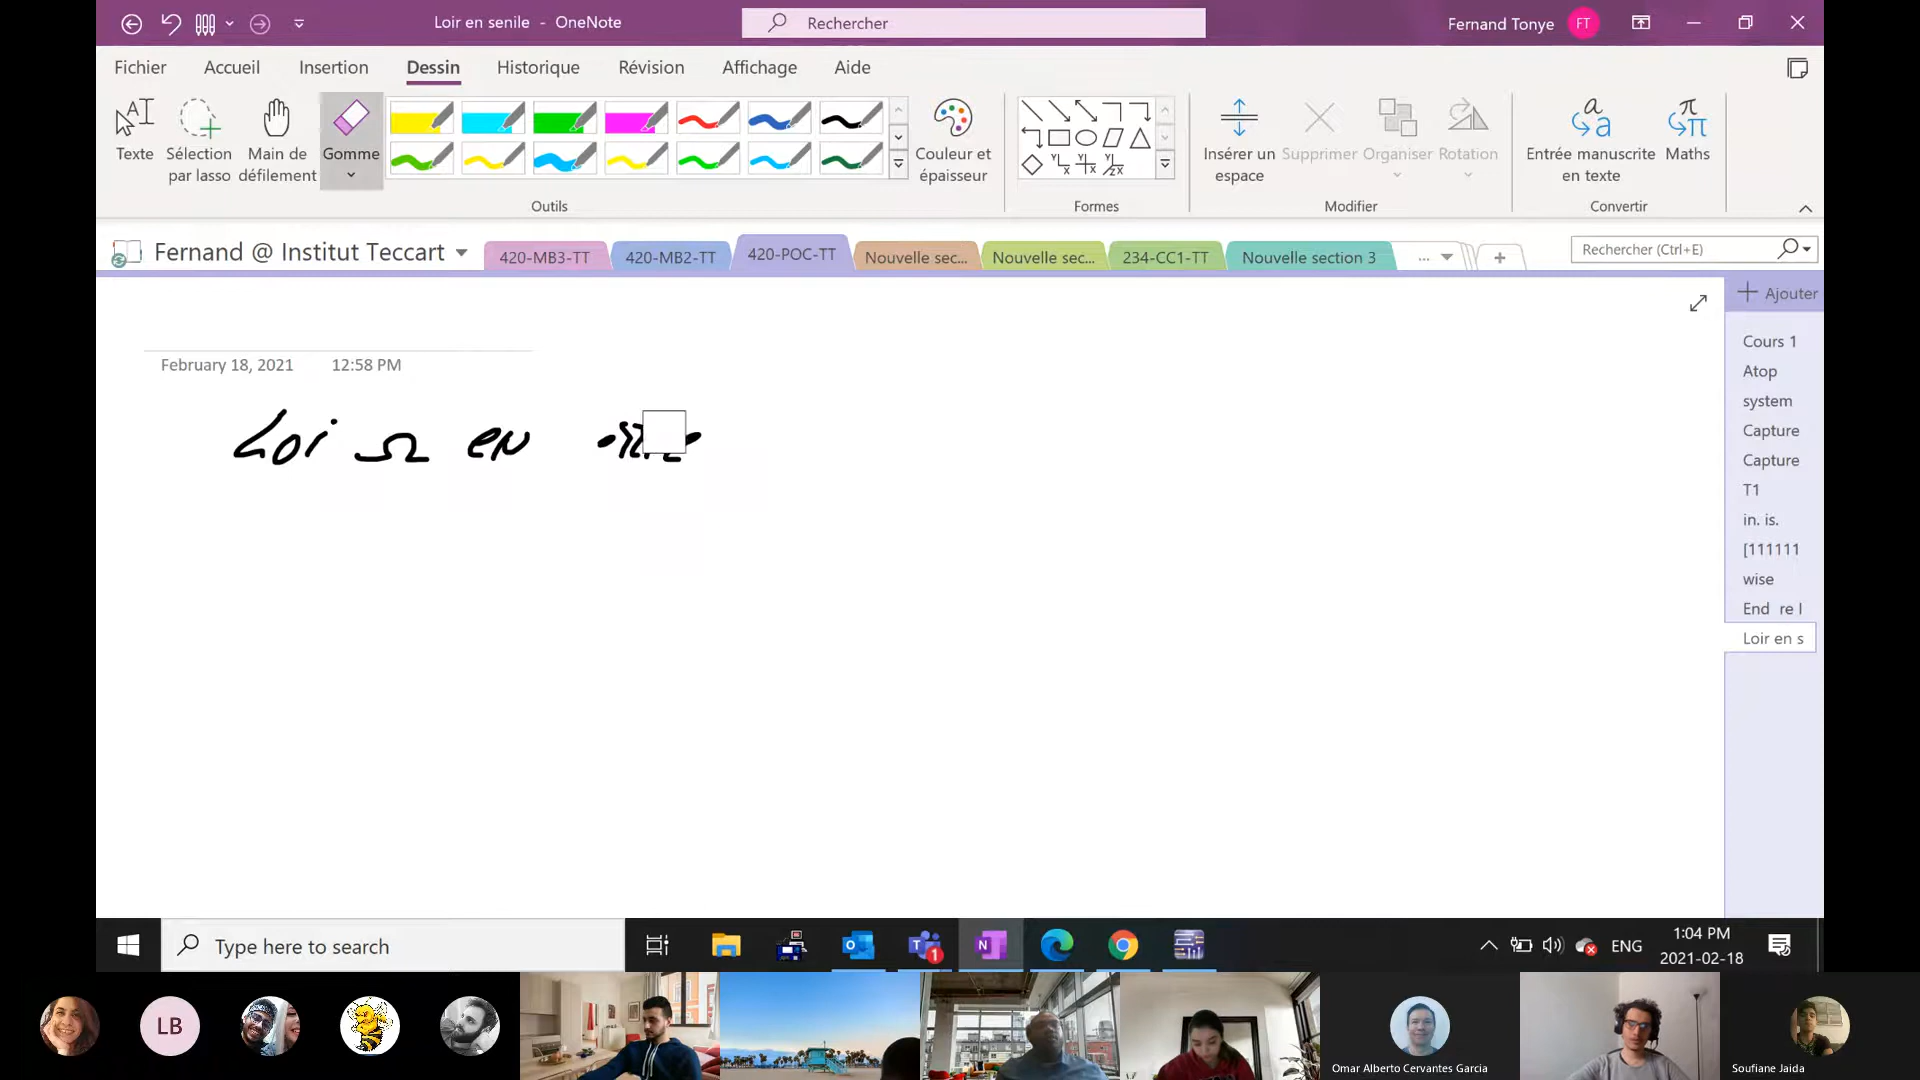 Loir en senile - OneNote
Rechercher
Fernand Tonye FT
Fichier Accueil Insertion Dessin Historique Révision Affichage Aide
Texte
Sélection par lasso
Main de défilement
Gomme
Couleur et épaisseur
Insérer un espace
Supprimer
Organiser
Rotation
Entrée manuscrite en texte
Maths
Outils Formes Modifier Convertir
Fernand @ Institut Teccart
420-MB3-TT 420-MB2-TT 420-POC-TT Nouvelle sec... Nouvelle sec... 234-CC1-TT Nouvelle section 3 ...
Rechercher (Ctrl+E)
Ajouter
Cours 1
Atop
system
Capture
Capture
T1
in. is.
[111111
wise
End re I
Loir en s
February 18, 2021 12:58 PM
Loi Ω en
Type here to search
1
ENG
1:04 PM
2021-02-18
LB
Omar Alberto Cervantes Garcia
Soufiane Jaida